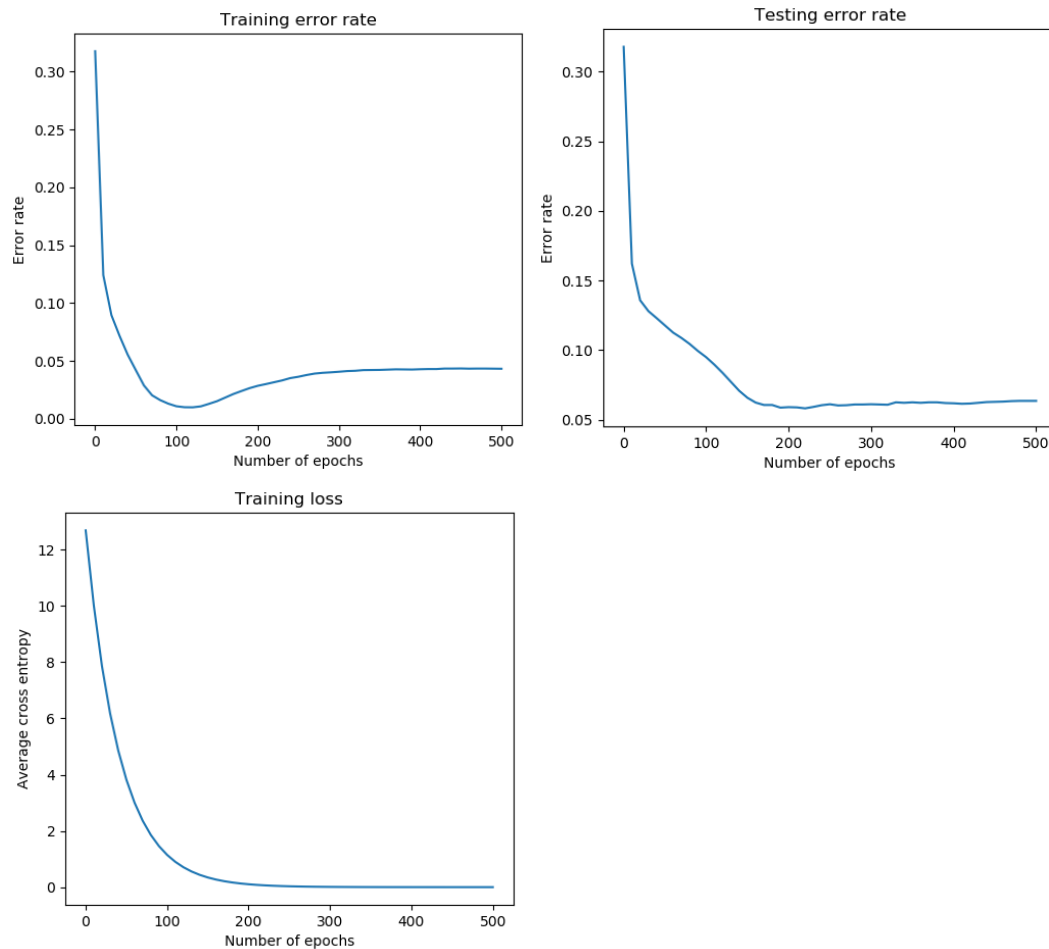 Training error rate
0.30
0.25
0.20
0.15
0.10
0.05
0.00
Error rate
0 100 200 300 400 500
Number of epochs
Testing error rate
0.30
0.25
0.20
0.15
0.10
0.05
Error rate
0 100 200 300 400 500
Number of epochs
Training loss
12
10
8
6
4
2
0
Average cross entropy
0 100 200 300 400 500
Number of epochs